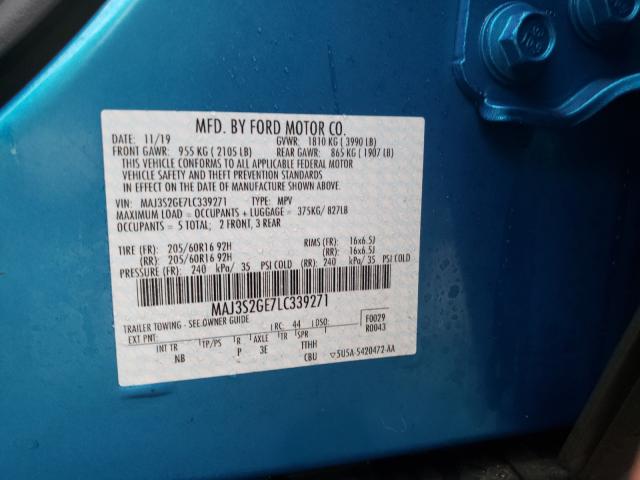 MFD. BY FORD MOTOR CO.
DATE: 11/19 GVWR: 1810 KG ( 3990 LB)
FRONT GAWR: 955 KG ( 2105 LB) REAR GAWR: 865 KG ( 1907 LB)
THIS VEHICLE CONFORMS TO ALL APPLICABLE FEDERAL MOTOR
VEHICLE SAFETY AND THEFT PREVENTION STANDARDS
IN EFFECT ON THE DATE OF MANUFACTURE SHOWN ABOVE.
VIN: MAJ3S2GE7LC339271 TYPE: MPV
MAXIMUM LOAD = OCCUPANTS + LUGGAGE = 375KG/ 827LB
OCCUPANTS = 5 TOTAL; 2 FRONT, 3 REAR
TIRE (FR): 205/60R16 92H RIMS (FR): 16x6.5J
(RR): 205/60R16 92H (RR): 16x6.5J
PRESSURE (FR): 240 kPa/ 35 PSI COLD (RR): 240 kPa/ 35 PSI COLD
MAJ3S2GE7LC339271
TRAILER TOWING - SEE OWNER GUIDE F0029
EXT PNT: RC: 44 DSO: R0043
INT TR TP/PS R AXLE TR SPR
NB P 3E ITHH
CBU 5U5A-5420472-AA